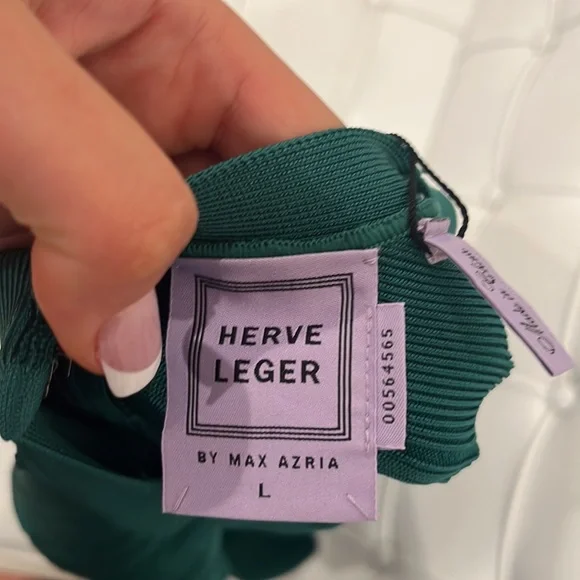 HERVE
LEGER
BY MAX AZRIA
L
00564565